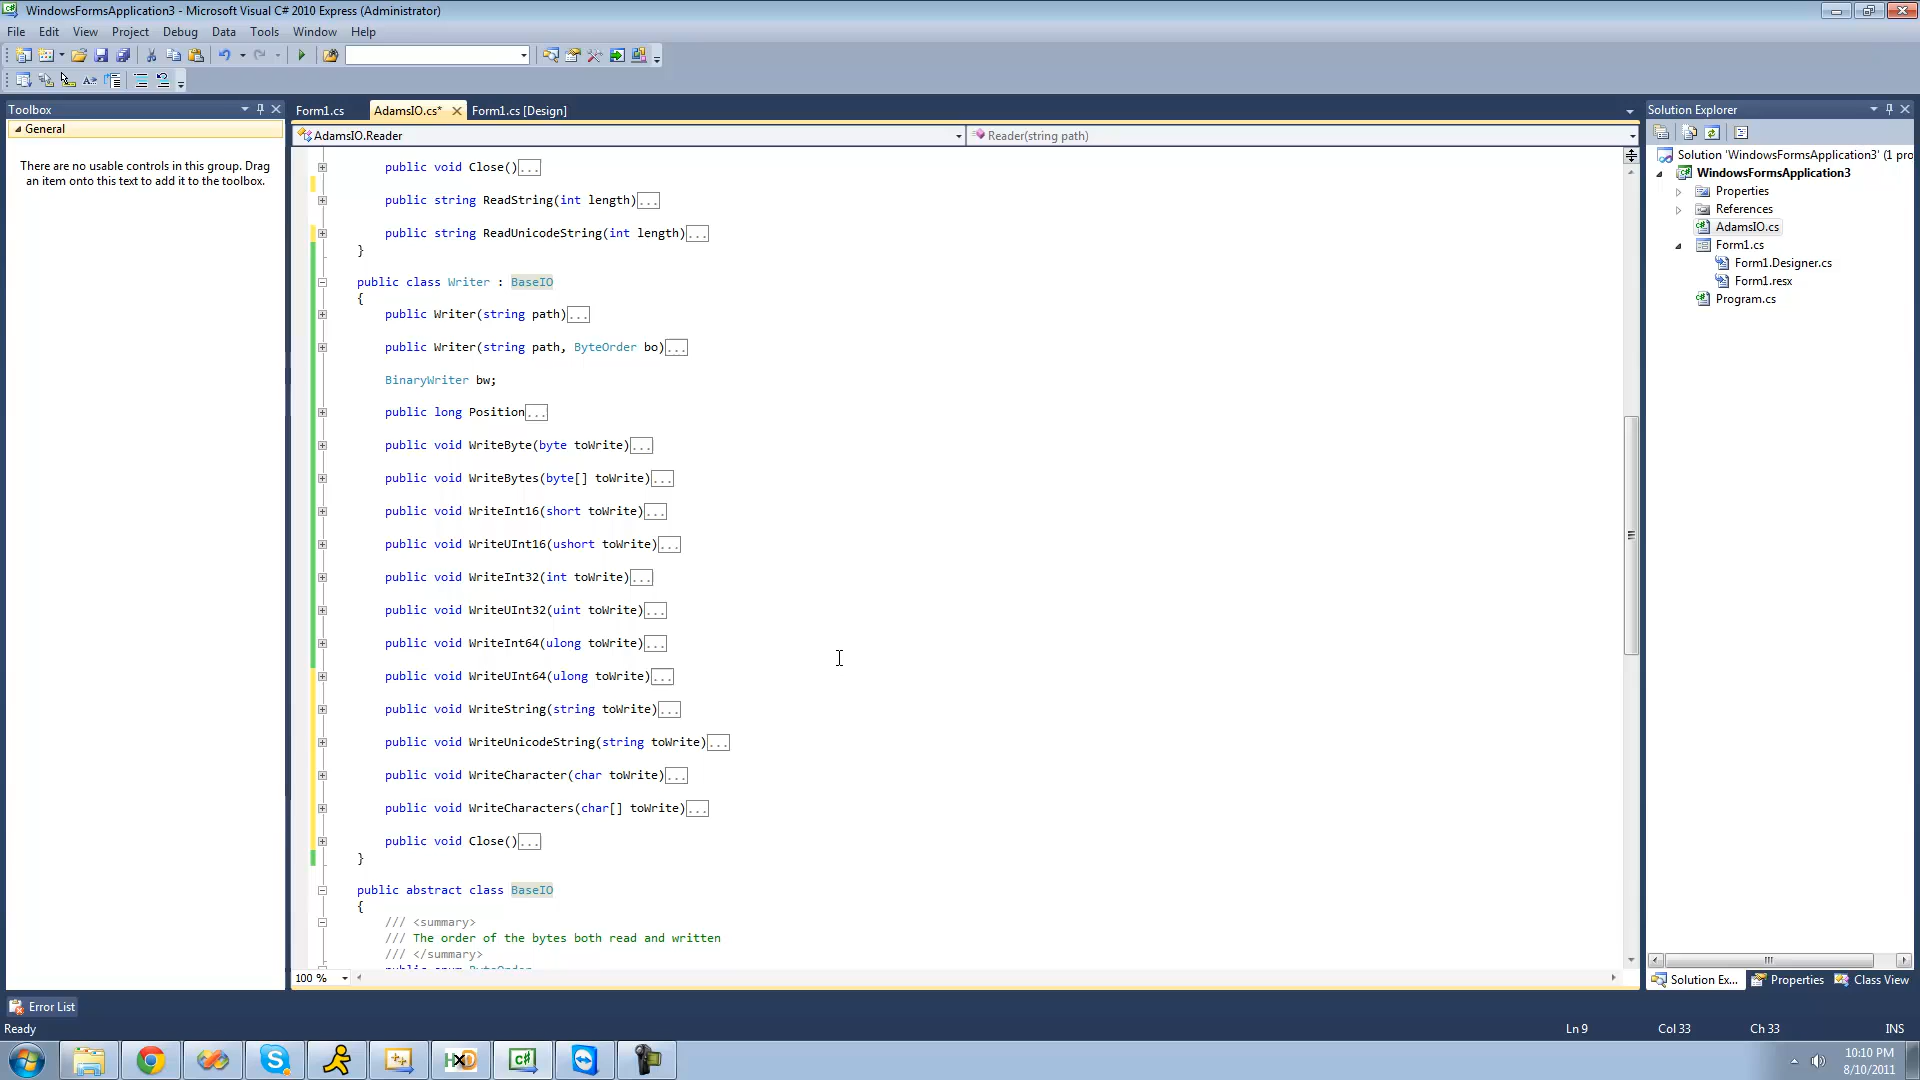 WindowsFormsApplication3 - Microsoft Visual C# 2010 Express (Administrator)
File Edit View Project Debug Data Tools Window Help
Toolbox
General
There are no usable controls in this group. Drag
an item onto this text to add it to the toolbox.
Form1.cs AdamsIO.cs* Form1.cs [Design]
AdamsIO.Reader Reader(string path)
public void Close()...
public string ReadString(int length)...
public string ReadUnicodeString(int length)...
}
public class Writer : BaseIO
{
public Writer(string path)...
public Writer(string path, ByteOrder bo)...
BinaryWriter bw;
public long Position...
public void WriteByte(byte toWrite)...
public void WriteBytes(byte[] toWrite)...
public void WriteInt16(short toWrite)...
public void WriteUInt16(ushort toWrite)...
public void WriteInt32(int toWrite)...
public void WriteUInt32(uint toWrite)...
public void WriteInt64(ulong toWrite)...
public void WriteUInt64(ulong toWrite)...
public void WriteString(string toWrite)...
public void WriteUnicodeString(string toWrite)...
public void WriteCharacter(char toWrite)...
public void WriteCharacters(char[] toWrite)...
public void Close()...
}
public abstract class BaseIO
{
/// <summary>
/// The order of the bytes both read and written
/// </summary>
public enum ByteOrder
100 %
Solution Explorer
Solution 'WindowsFormsApplication3' (1 pro
WindowsFormsApplication3
Properties
References
AdamsIO.cs
Form1.cs
Form1.Designer.cs
Form1.resx
Program.cs
Solution Ex... Properties Class View
Error List
Ready Ln 9 Col 33 Ch 33 INS
HXD C#
10:10 PM
8/10/2011